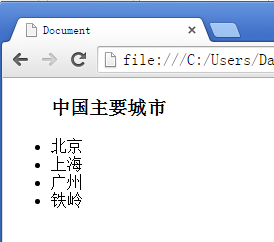 Document
file:///C:/Users/Da
中国主要城市
北京
上海
广州
铁岭